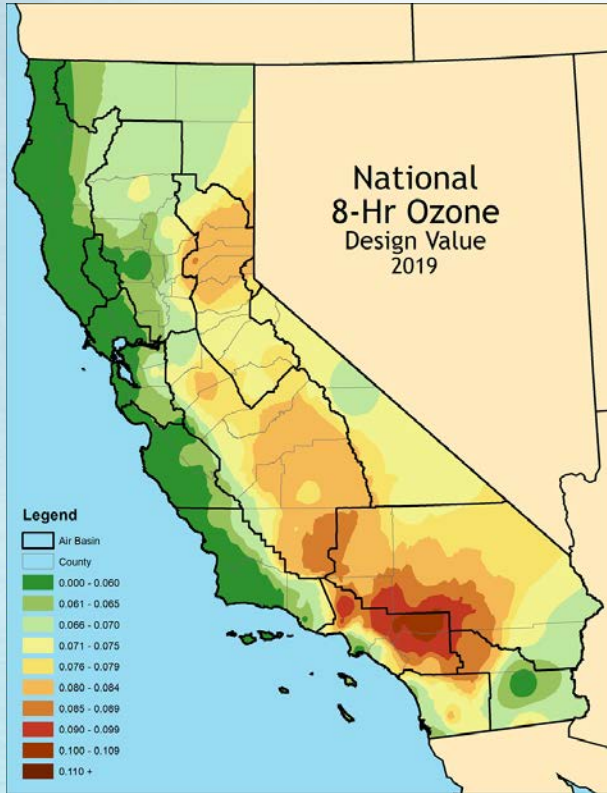 National
8-Hr Ozone
Design Value
2019
Legend
Air Basin
County
0.000 - 0.060
0.061 - 0.065
0.066 - 0.070
0.071 - 0.075
0.076 - 0.079
0.080 - 0.084
0.085 - 0.089
0.090 - 0.099
0.100 - 0.109
0.110 +